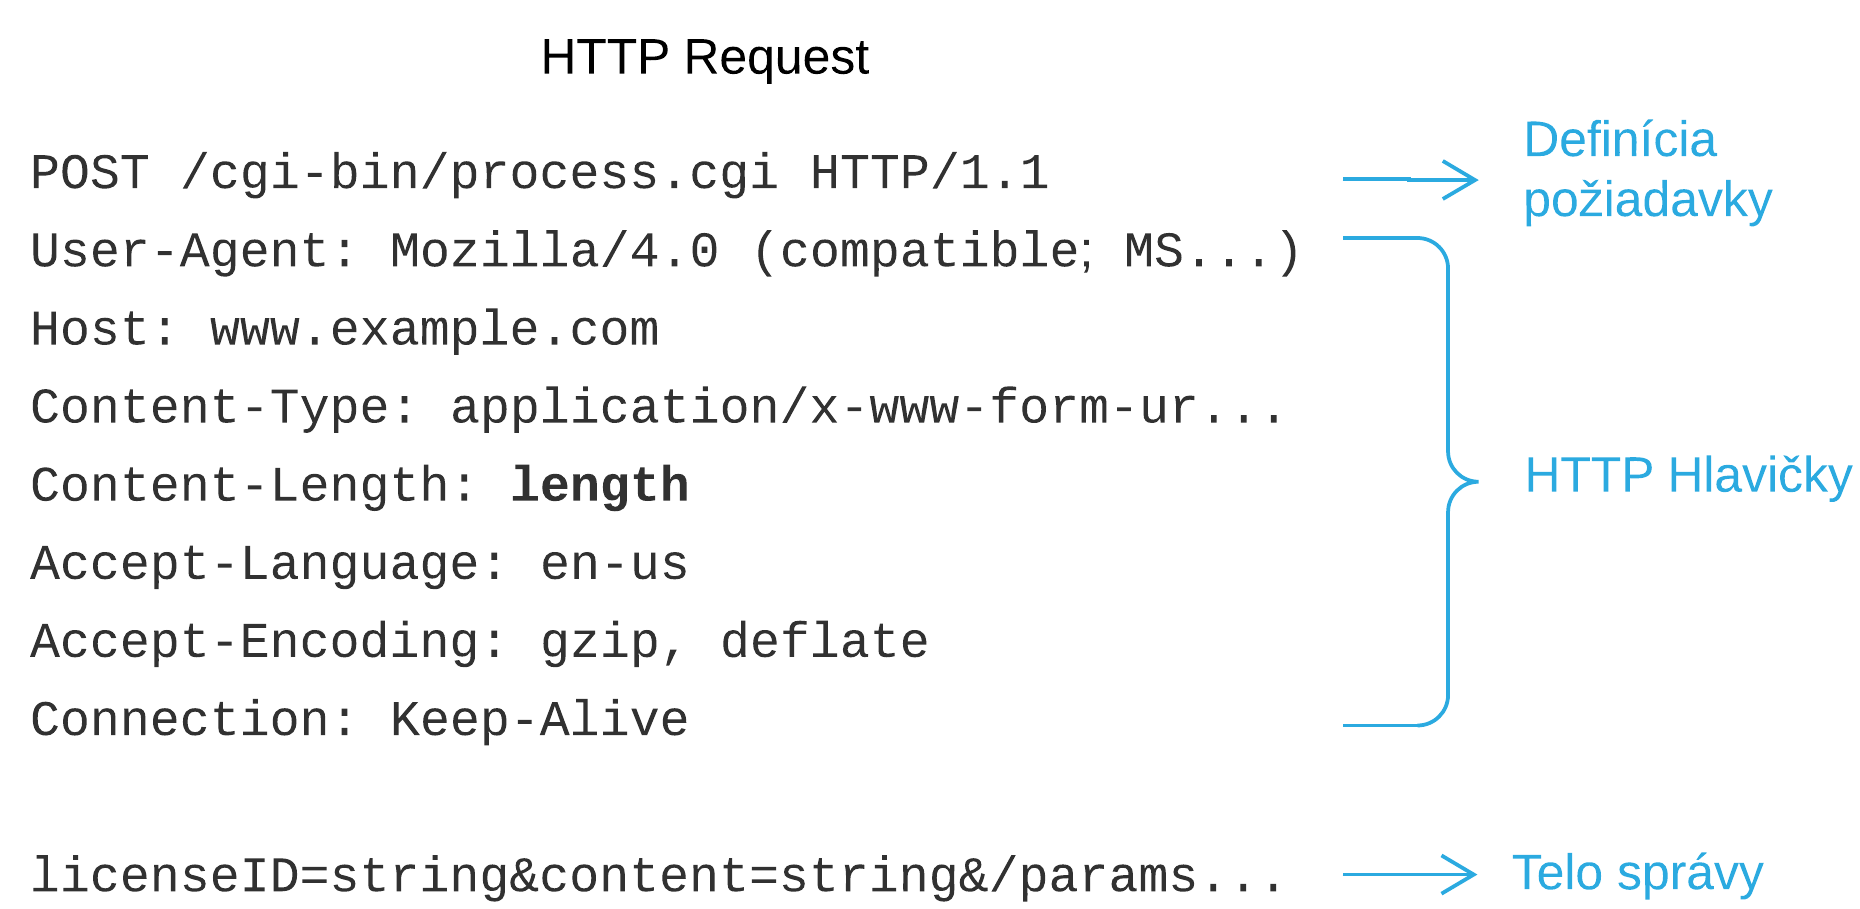 HTTP Request
POST /cgi-bin/process.cgi HTTP/1.1
Definícia
požiadavky
User-Agent: Mozilla/4.0 (compatible; MS...)
Host: www.example.com
Content-Type: application/x-www-form-ur...
Content-Length: length
HTTP Hlavičky
Accept-Language: en-us
Accept-Encoding: gzip, deflate
Connection: Keep-Alive
licenseID=string&content=string&/params...
Telo správy